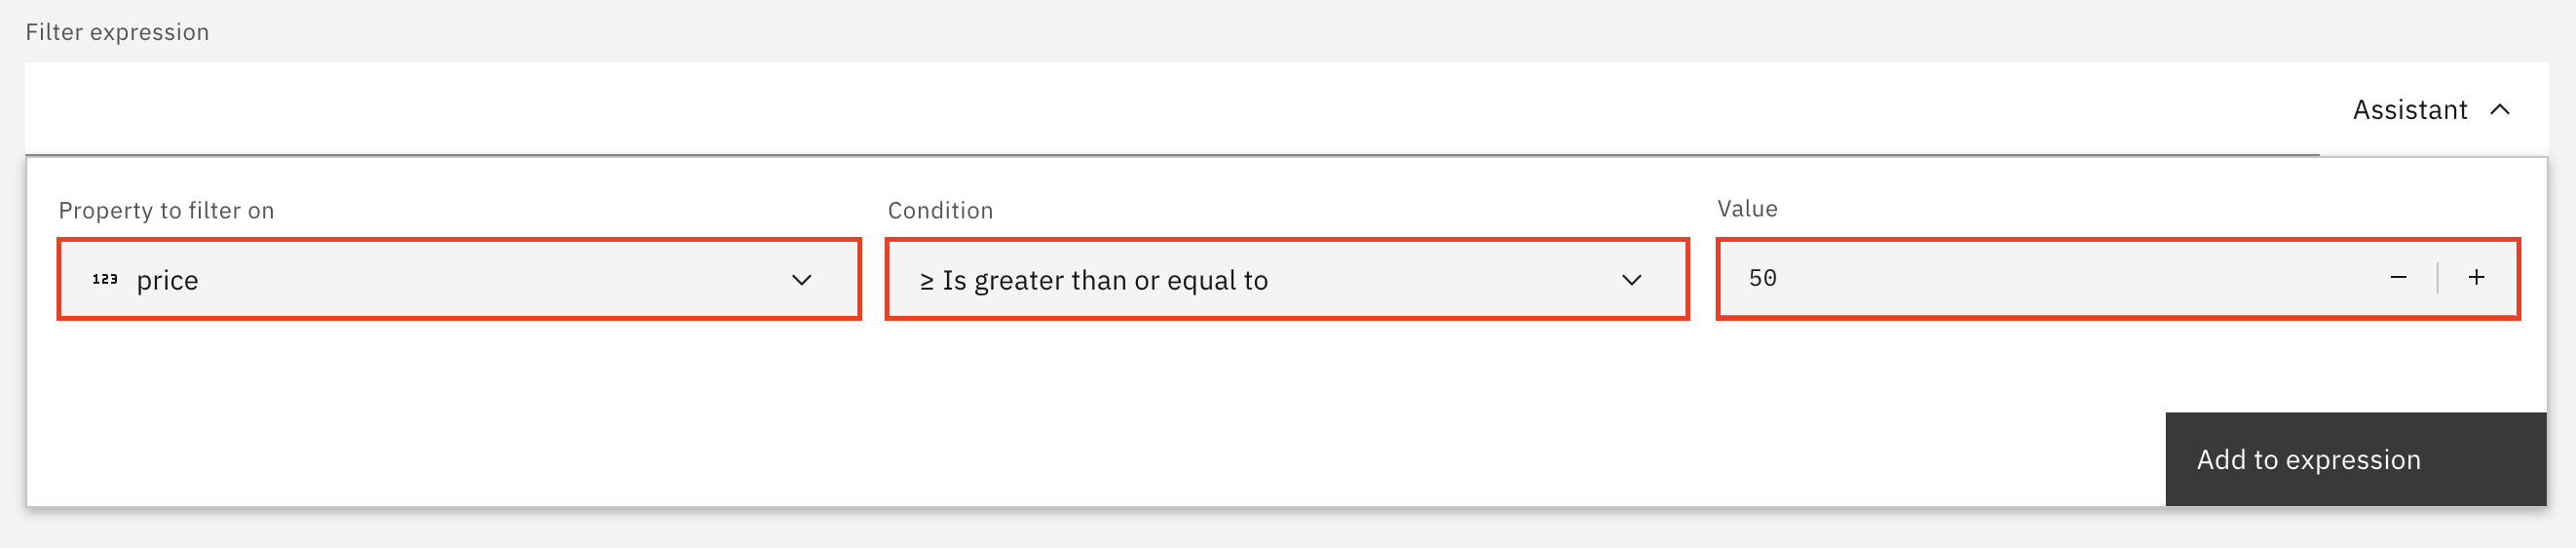 Filter expression
Assistant
Property to filter on
Condition
Value
123 price
≥ Is greater than or equal to
50
Add to expression